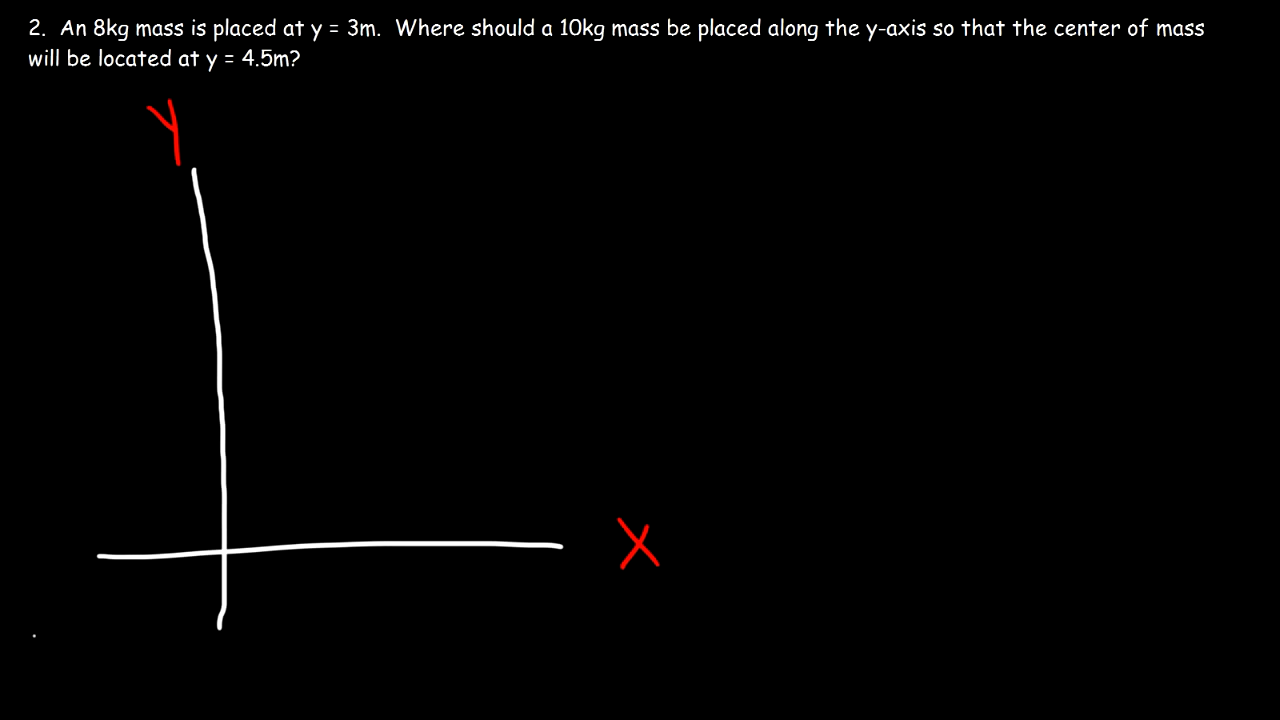 2. An 8kg mass is placed at y = 3m. Where should a 10kg mass be placed along the y-axis so that the center of mass
will be located at y = 4.5m?
Y
X